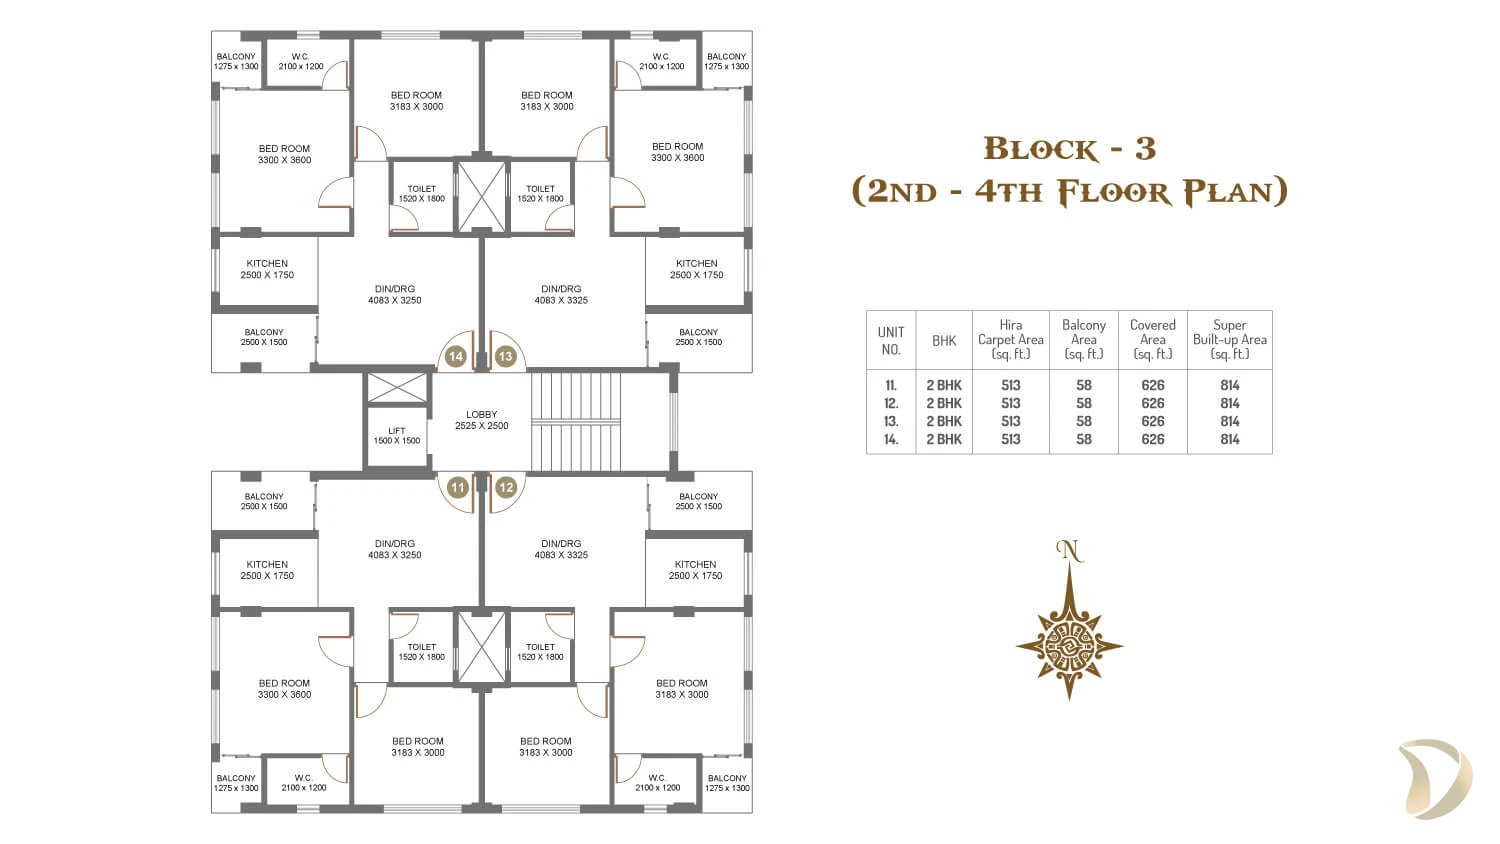 BALCONY
1275 x 1300
W.C.
2100 x 1200
BED ROOM
3183 X 3000
BED ROOM
3183 X 3000
W.C.
2100 x 1200
BALCONY
1275 x 1300
BED ROOM
3300 X 3600
BED ROOM
3300 X 3600
TOILET
1520 X 1800
TOILET
1520 X 1800
KITCHEN
2500 X 1750
DIN/DRG
4083 X 3250
DIN/DRG
4083 X 3325
KITCHEN
2500 X 1750
BALCONY
2500 X 1500
14
13
BALCONY
2500 X 1500
LIFT
1500 X 1500
LOBBY
2525 X 2500
BALCONY
2500 X 1500
11
12
BALCONY
2500 X 1500
KITCHEN
2500 X 1750
DIN/DRG
4083 X 3250
DIN/DRG
4083 X 3325
KITCHEN
2500 X 1750
TOILET
1520 X 1800
TOILET
1520 X 1800
BED ROOM
3300 X 3600
BED ROOM
3183 X 3000
BED ROOM
3183 X 3000
BED ROOM
3183 X 3000
BALCONY
1275 x 1300
W.C.
2100 x 1200
W.C.
2100 x 1200
BALCONY
1275 x 1300
BLOCK - 3
(2ND - 4TH FLOOR PLAN)
UNIT NO. BHK Hira Carpet Area (sq. ft.) Balcony Area (sq. ft.) Covered Area (sq. ft.) Super Built-up Area (sq. ft.)
11. 2 BHK 513 58 626 814
12. 2 BHK 513 58 626 814
13. 2 BHK 513 58 626 814
14. 2 BHK 513 58 626 814
N